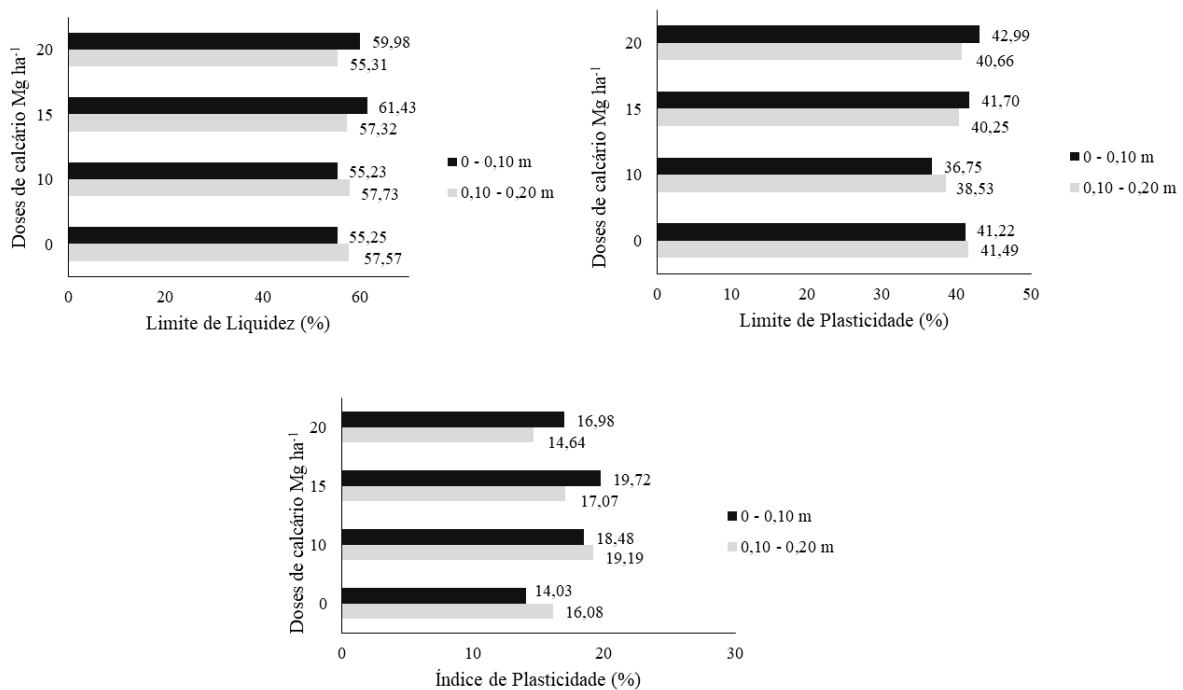 Doses de calcário Mg ha-1
20
59,98
55,31
15
61,43
57,32
10
55,23
57,73
0
55,25
57,57
0 20 40 60
Limite de Liquidez (%)
0 - 0,10 m
0,10 - 0,20 m
Doses de calcário Mg ha-1
20
42,99
40,66
15
41,70
40,25
10
36,75
38,53
0
41,22
41,49
0 10 20 30 40 50
Limite de Plasticidade (%)
0 - 0,10 m
0,10 - 0,20 m
Doses de calcário Mg ha-1
20
16,98
14,64
15
19,72
17,07
10
18,48
19,19
0
14,03
16,08
0 10 20 30
Índice de Plasticidade (%)
0 - 0,10 m
0,10 - 0,20 m